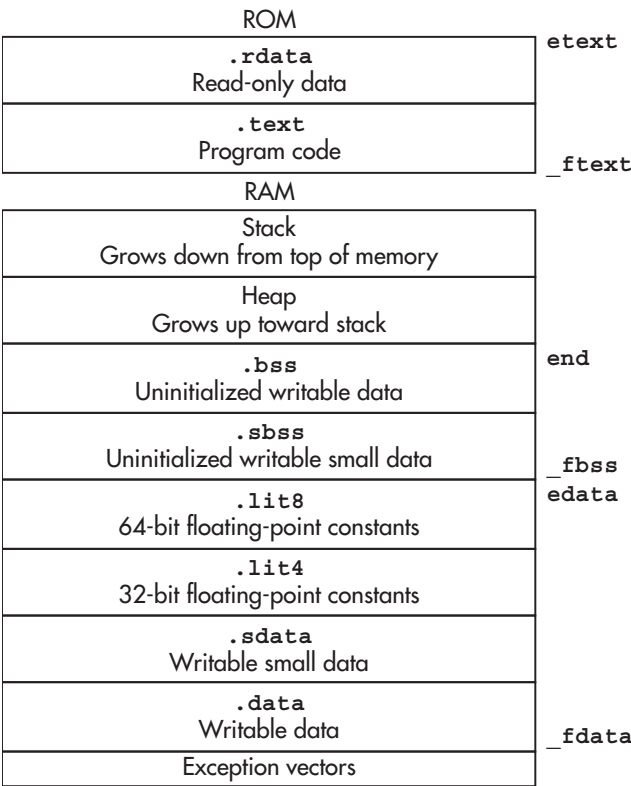 ROM
etext
.rdata
Read-only data
.text
Program code
_ftext
RAM
Stack
Grows down from top of memory
Heap
Grows up toward stack
end
.bss
Uninitialized writable data
.sbss
Uninitialized writable small data
_fbss
edata
.lit8
64-bit floating-point constants
.lit4
32-bit floating-point constants
.sdata
Writable small data
.data
Writable data
_fdata
Exception vectors